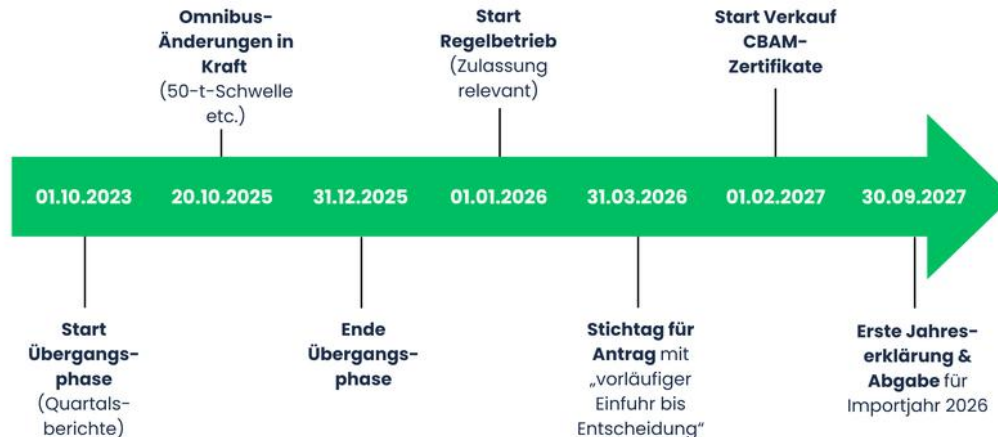 Omnibus-
Änderungen in
Kraft
(50-t-Schwelle
etc.)
Start
Regelbetrieb
(Zulassung
relevant)
Start Verkauf
CBAM-
Zertifikate
01.10.2023
20.10.2025
31.12.2025
01.01.2026
31.03.2026
01.02.2027
30.09.2027
Start
Übergangs-
phase
(Quartals-
berichte)
Ende
Übergangs-
phase
Stichtag für
Antrag mit
„vorläufiger
Einfuhr bis
Entscheidung“
Erste Jahres-
erklärung &
Abgabe für
Importjahr 2026